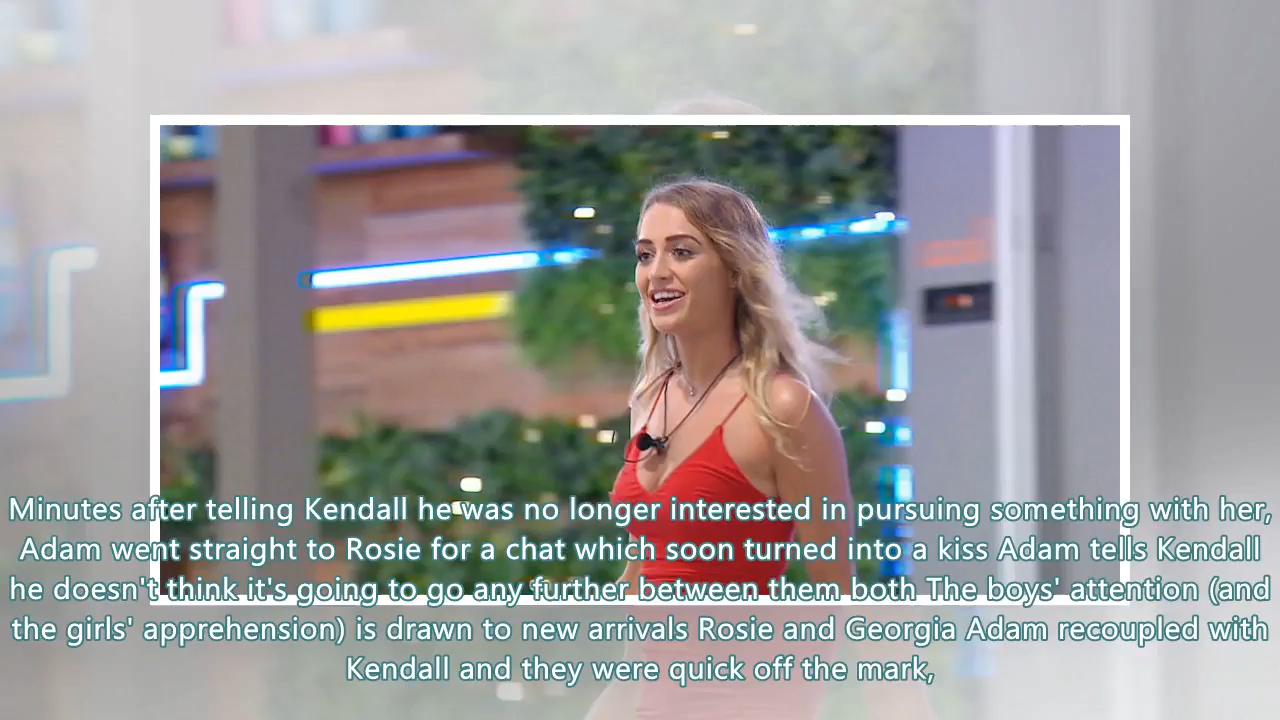 Minutes after telling Kendall he was no longer interested in pursuing something with her,
Adam went straight to Rosie for a chat which soon turned into a kiss Adam tells Kendall
he doesn't think it's going to go any further between them both The boys' attention (and
the girls' apprehension) is drawn to new arrivals Rosie and Georgia Adam recoupled with
Kendall and they were quick off the mark,